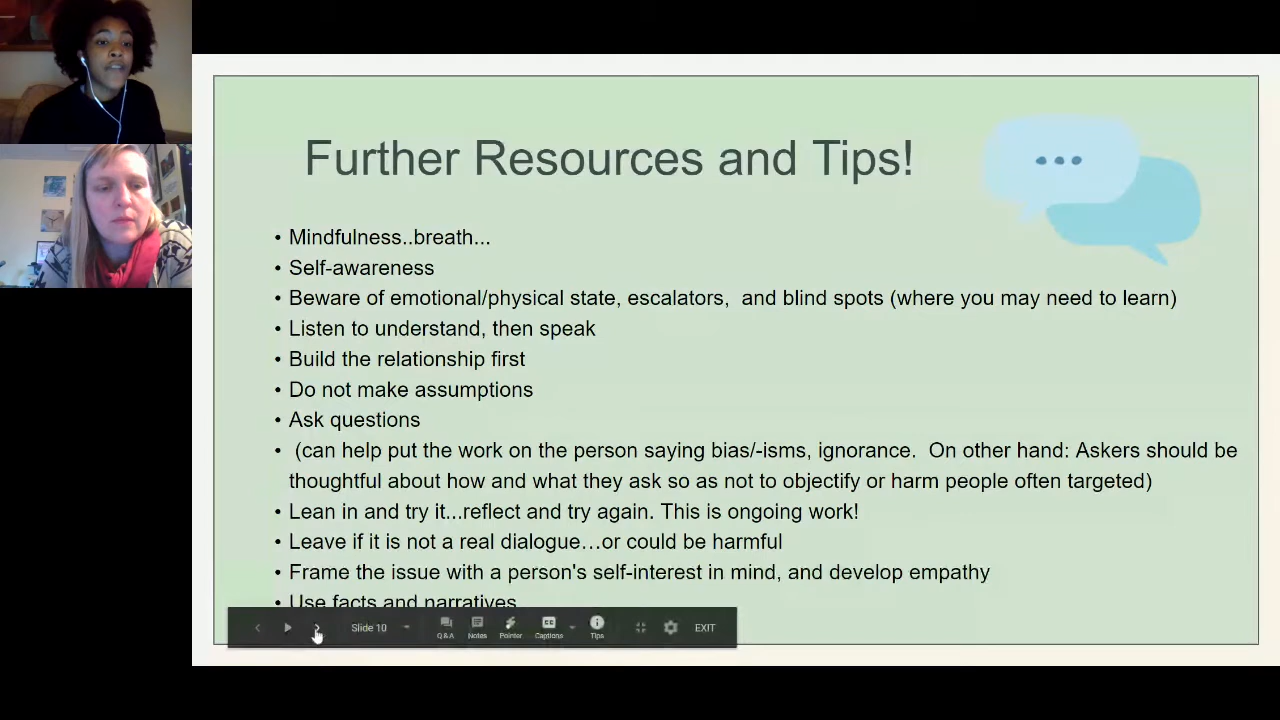 Further Resources and Tips!
• Mindfulness..breath...
• Self-awareness
• Beware of emotional/physical state, escalators,  and blind spots (where you may need to learn)
• Listen to understand, then speak
• Build the relationship first
• Do not make assumptions
• Ask questions
•  (can help put the work on the person saying bias/-isms, ignorance.  On other hand: Askers should be
thoughtful about how and what they ask so as not to objectify or harm people often targeted)
• Lean in and try it...reflect and try again. This is ongoing work!
• Leave if it is not a real dialogue…or could be harmful
• Frame the issue with a person's self-interest in mind, and develop empathy
• Use facts and narratives
Slide 10
Q&A Notes Pointer Captions Tips EXIT